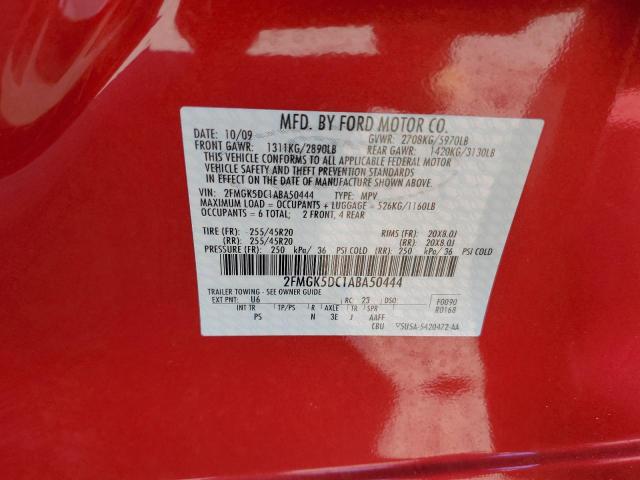 MFD. BY FORD MOTOR CO.
DATE: 10/09 GVWR: 2708KG/5970LB
FRONT GAWR: 1311KG/2890LB REAR GAWR: 1420KG/3130LB
THIS VEHICLE CONFORMS TO ALL APPLICABLE FEDERAL MOTOR
VEHICLE SAFETY AND THEFT PREVENTION STANDARDS
IN EFFECT ON THE DATE OF MANUFACTURE SHOWN ABOVE.
VIN: 2FMGK5DC1ABA50444 TYPE: MPV
MAXIMUM LOAD = OCCUPANTS + LUGGAGE = 526KG/1160LB
OCCUPANTS = 6 TOTAL: 2 FRONT, 4 REAR
TIRE (FR): 255/45R20 RIMS (FR): 20X8.0J
(RR): 255/45R20 (RR): 20X8.0J
PRESSURE (FR): 250 kPa/ 36 PSI COLD (RR): 250 kPa/ 36 PSI COLD
2FMGK5DC1ABA50444
TRAILER TOWING - SEE OWNER GUIDE
EXT PNT: U6 RC: 23 DSO: F0090
INT TR TP/PS R AXLE TR SPR R0168
PS N 3E J AAFF
CBU 5U5A-5420472-AA